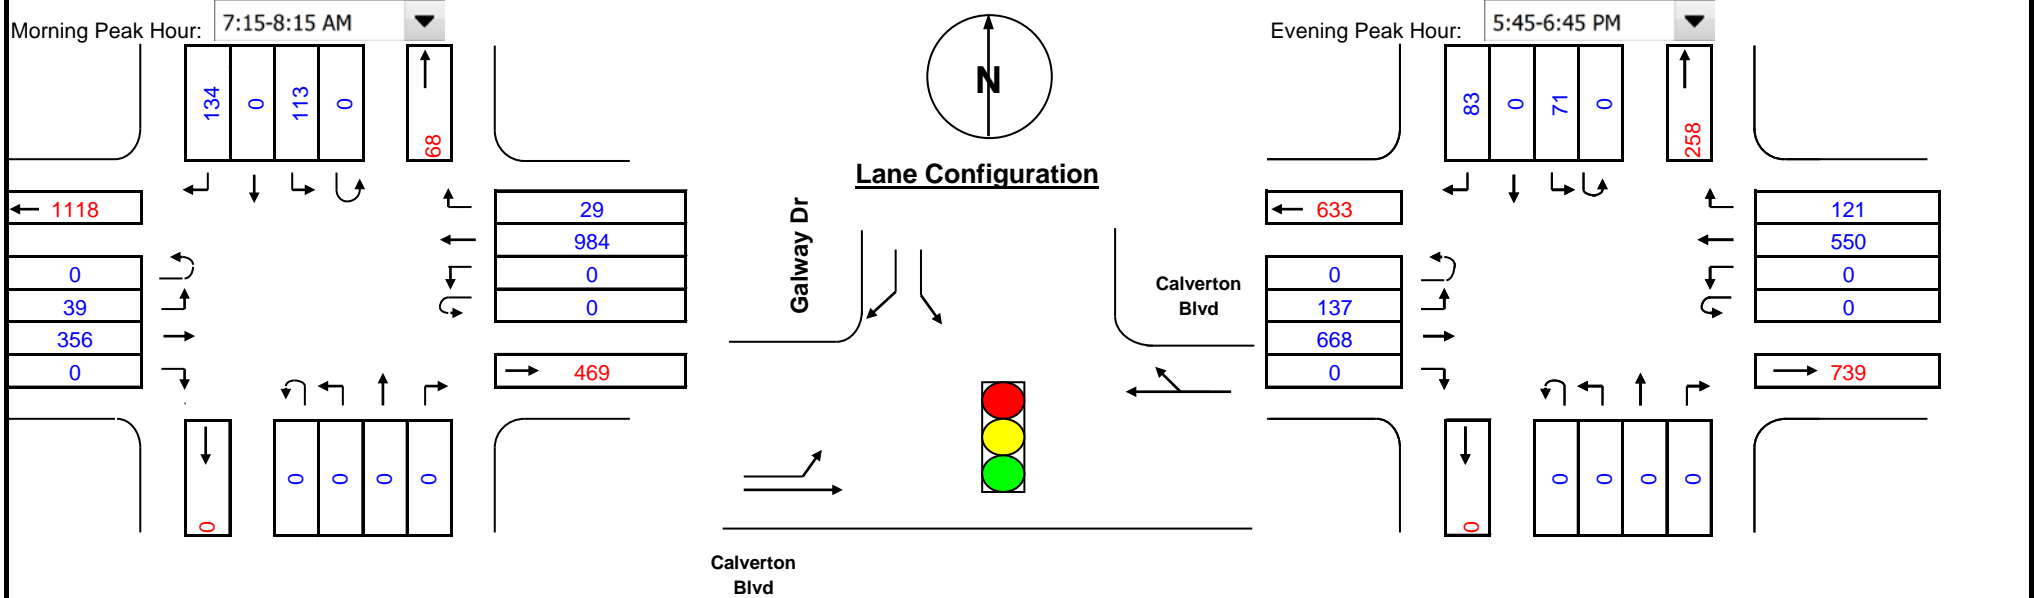 Morning Peak Hour: 7:15-8:15 AM
134 0 113 0
68
1118
29
984
0
0
0
39
356
0
469
0
0 0 0 0
N
Lane Configuration
Galway Dr
Calverton
Blvd
Calverton
Blvd
Evening Peak Hour: 5:45-6:45 PM
83 0 71 0
258
633
121
550
0
0
0
137
668
0
739
0
0 0 0 0